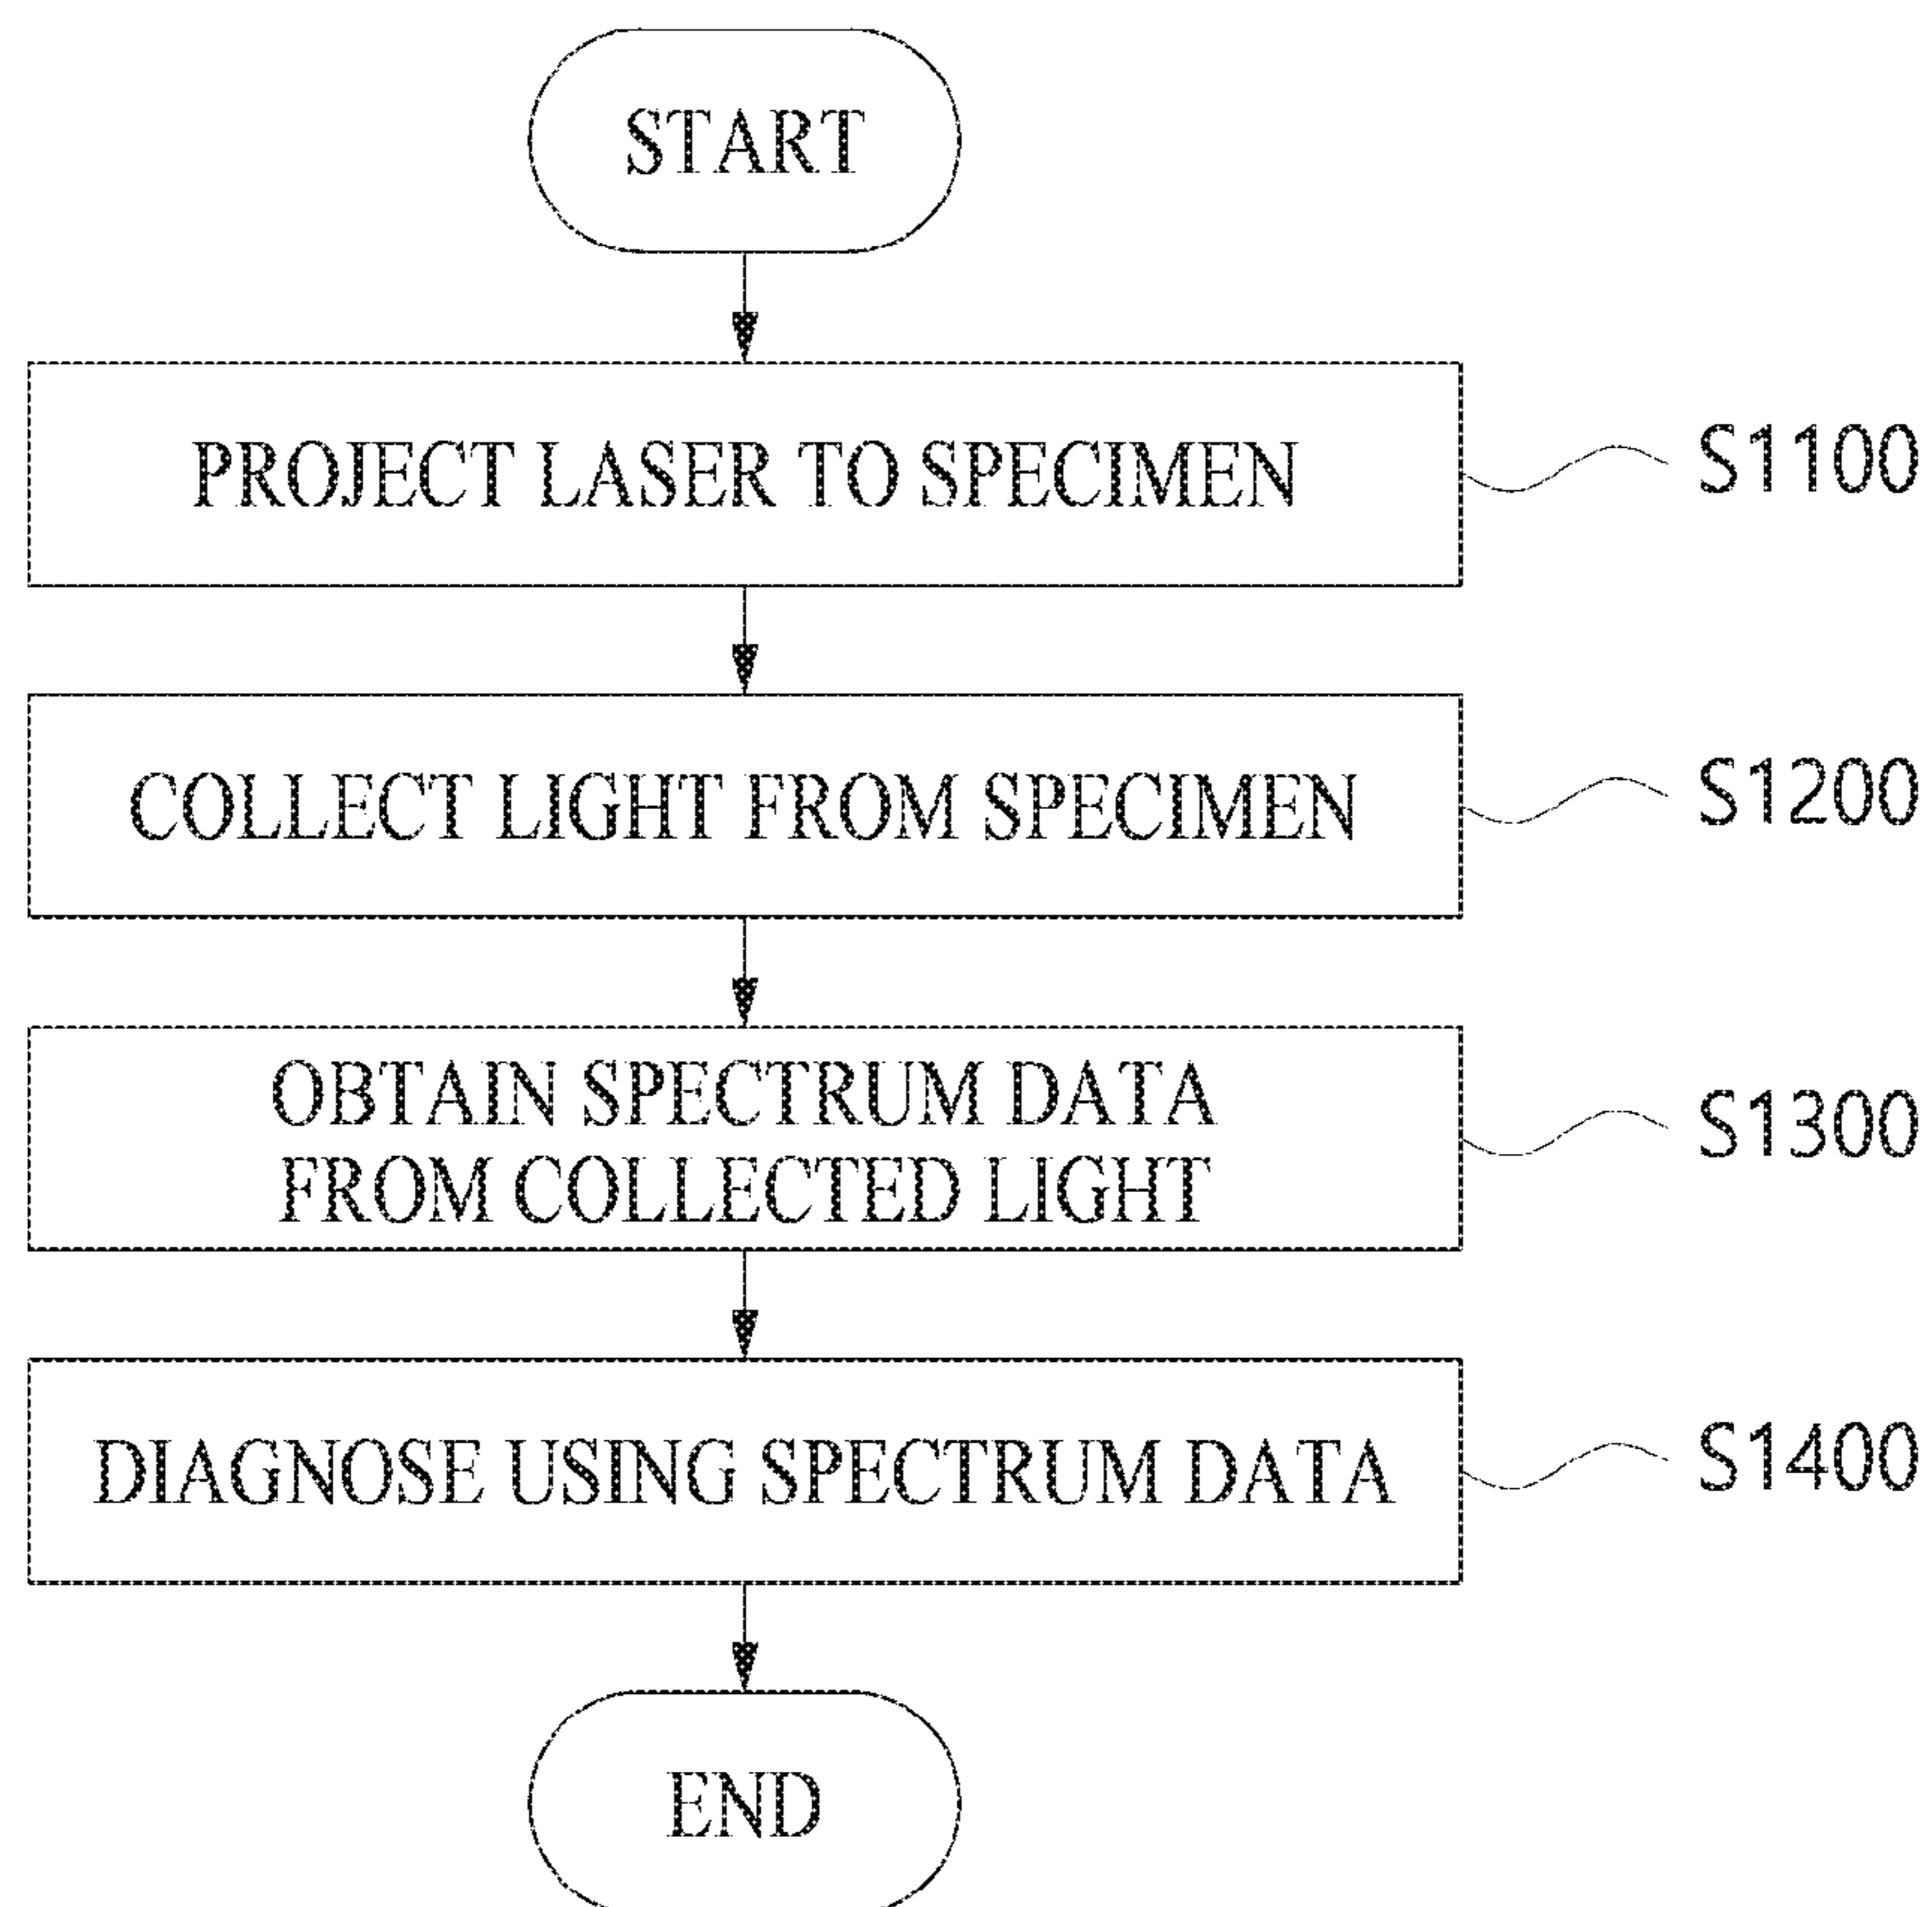 START
PROJECT LASER TO SPECIMEN
S1100
COLLECT LIGHT FROM SPECIMEN
S1200
OBTAIN SPECTRUM DATA
FROM COLLECTED LIGHT
S1300
DIAGNOSE USING SPECTRUM DATA
S1400
END